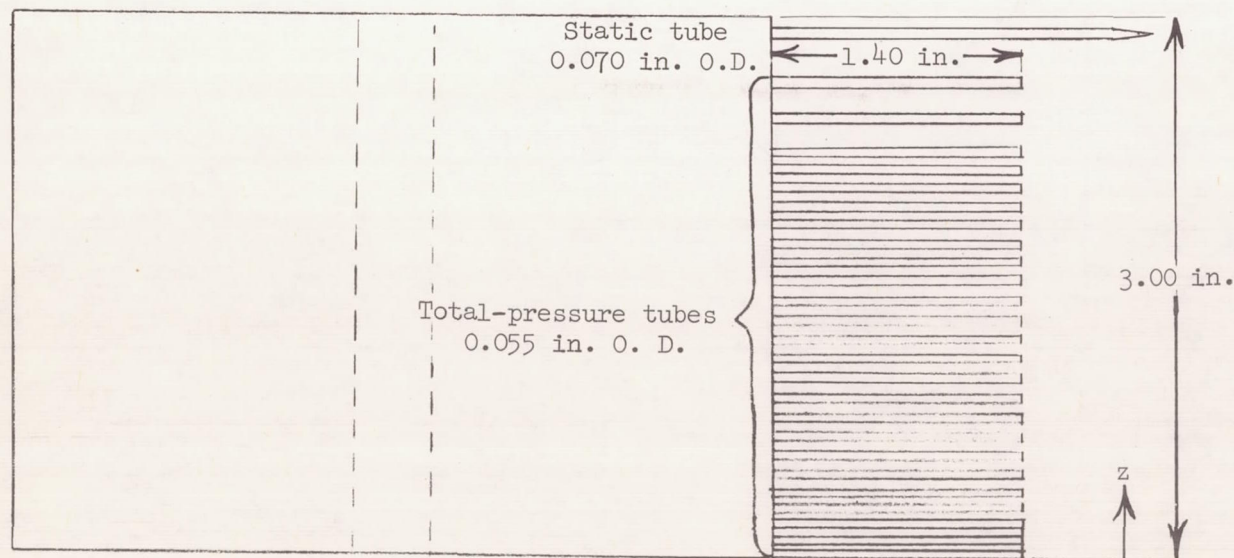 Static tube
0.070 in. O.D.
1.40 in.
3.00 in.
Total-pressure tubes
0.055 in. O. D.
z